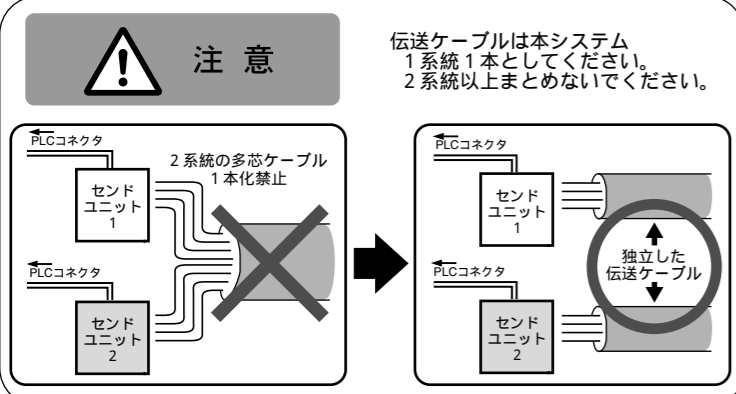 注 意
伝送ケーブルは本システム
1系統1本としてください。
2系統以上まとめないでください。
PLCコネクタ
センド
ユニット
1
2系統の多芯ケーブル
1本化禁止
PLCコネクタ
センド
ユニット
2
PLCコネクタ
センド
ユニット
1
独立した
伝送ケーブル
PLCコネクタ
センド
ユニット
2